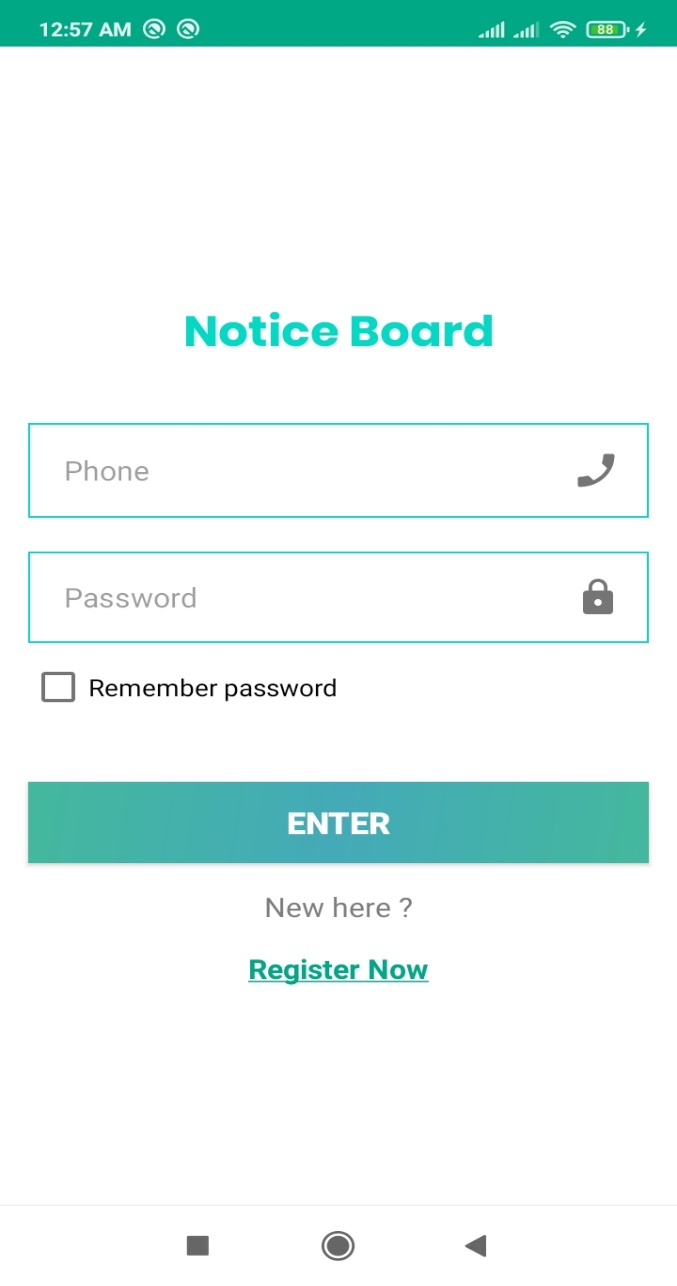 12:57 AM 88
Notice Board
Phone
Password
Remember password
ENTER
New here ?
Register Now